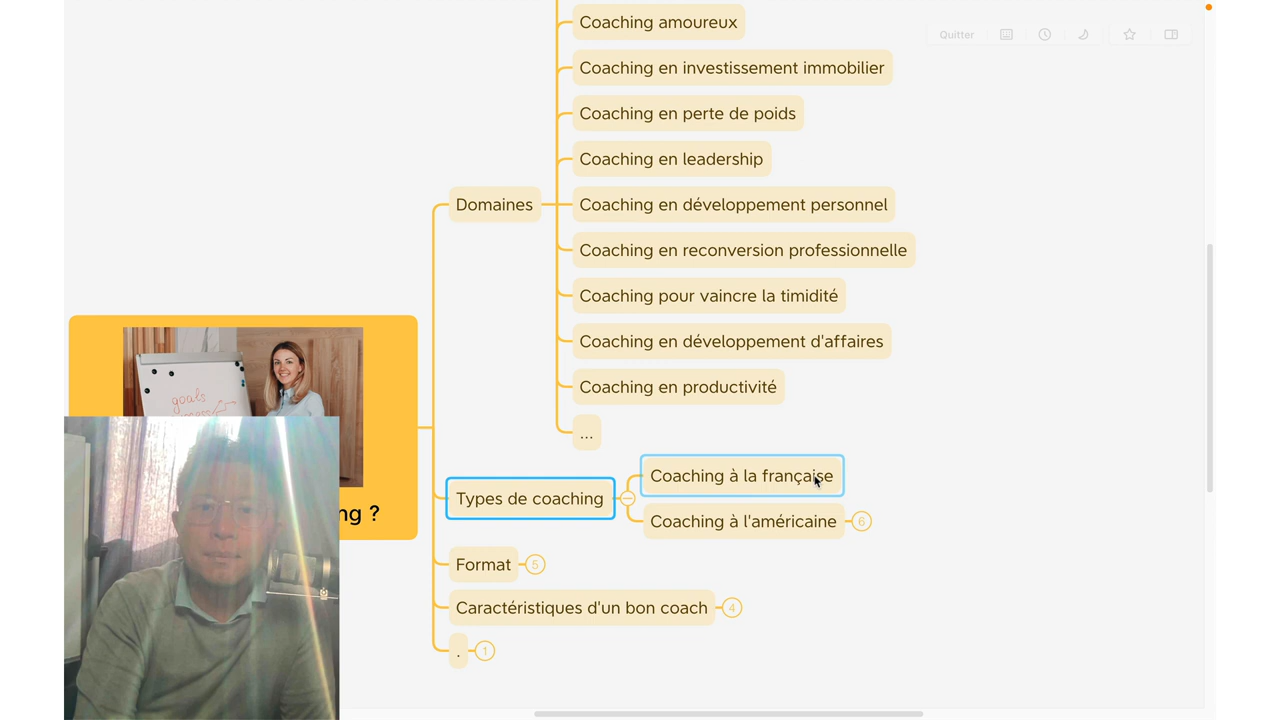 Coaching amoureux
Quitter
Coaching en investissement immobilier
Coaching en perte de poids
Coaching en leadership
Domaines
Coaching en développement personnel
Coaching en reconversion professionnelle
Coaching pour vaincre la timidité
Coaching en développement d'affaires
Coaching en productivité
...
goals
Coaching à la française
Types de coaching
Coaching à l'américaine
6
ng ?
Format
5
Caractéristiques d'un bon coach
4
.
1